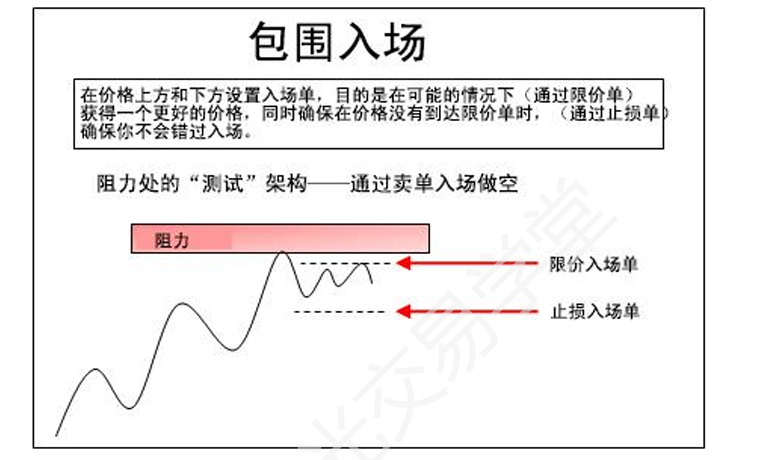 包围入场
在价格上方和下方设置入场单，目的是在可能的情况下（通过限价单）
获得一个更好的价格，同时确保在价格没有到达限价单时，（通过止损单）
确保你不会错过入场。
阻力处的“测试”架构——通过卖单入场做空
阻力
限价入场单
止损入场单
光交易学堂